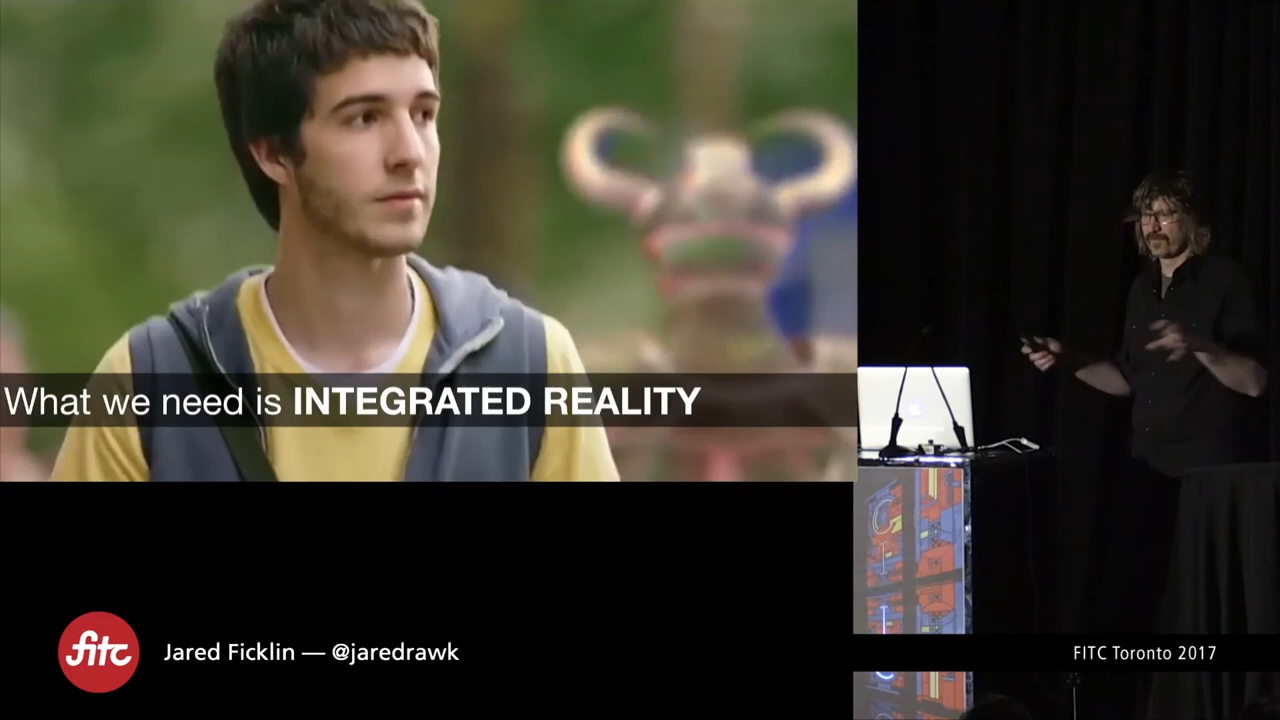 What we need is INTEGRATED REALITY
fitc
Jared Ficklin — @jaredrawk
FITC Toronto 2017